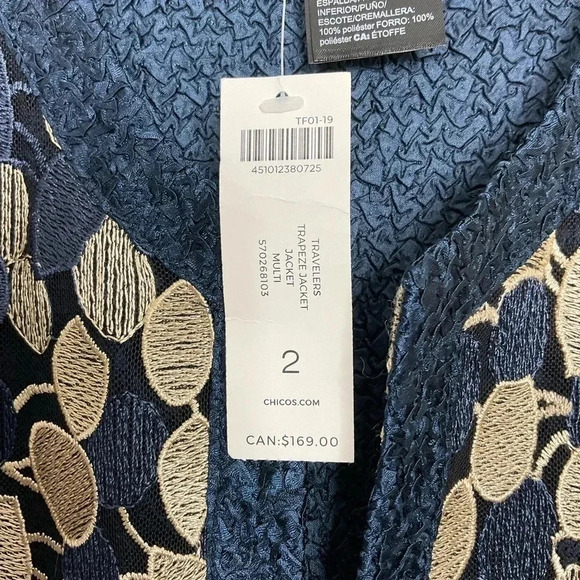 ESPALDA
INFERIOR/PUÑO/
ESCOTE/CREMALLERA:
100% poliéster FORRO: 100%
poliéster CA: ÉTOFFE
TF01-19
451012380725
TRAVELERS
TRAPEZE JACKET
JACKET
MULTI
570268103
2
CHICOS.COM
CAN:$169.00